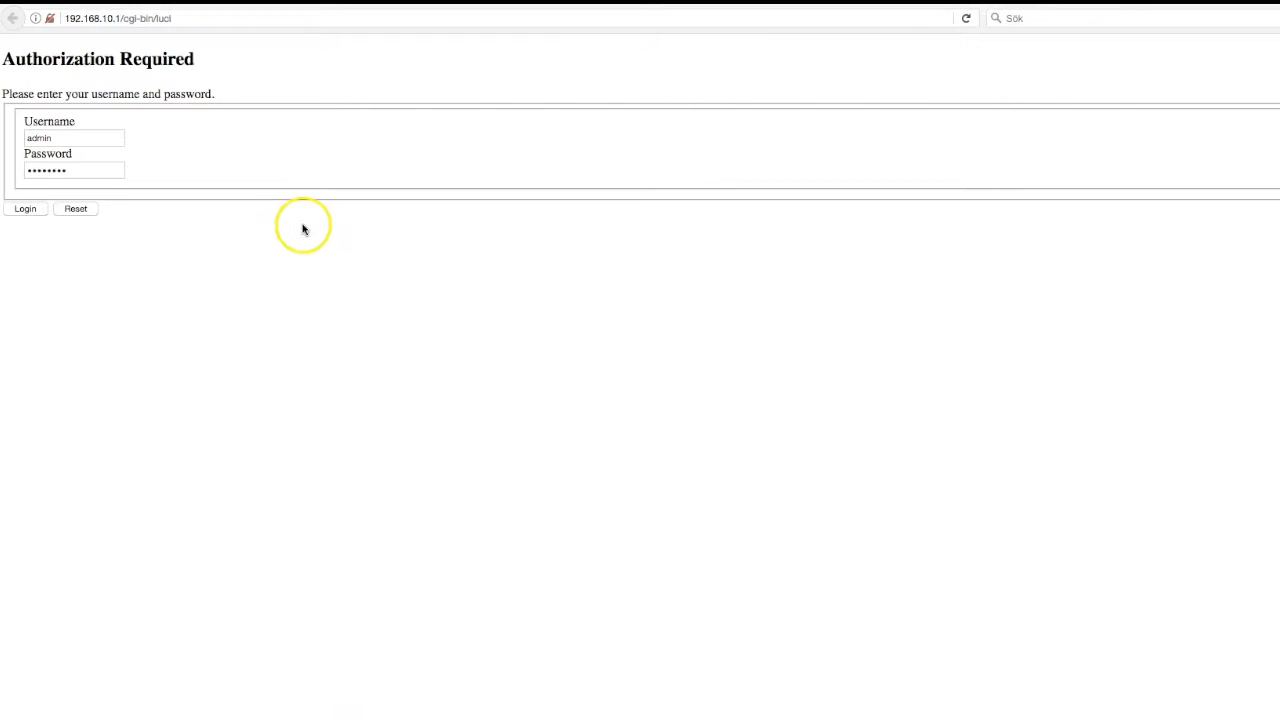 192.168.10.1/cgi-bin/luci
Sök
Authorization Required
Please enter your username and password.
Username
admin
Password
••••••••
Login Reset